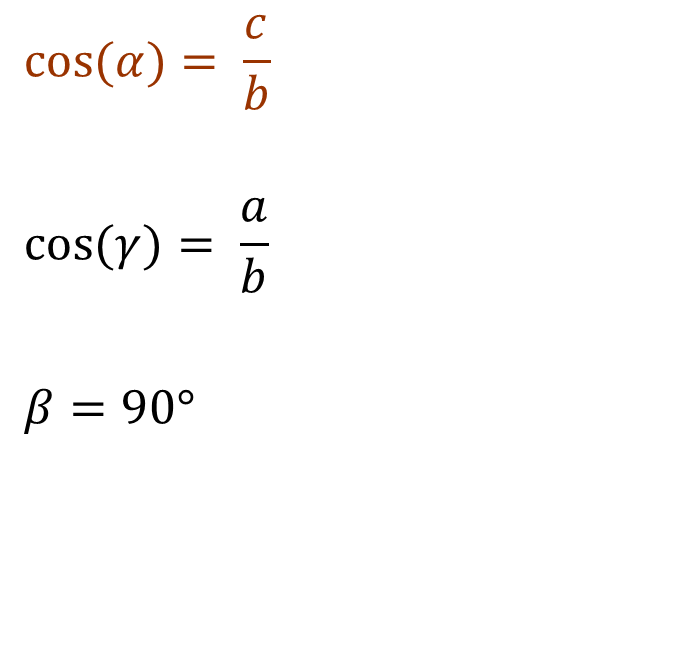 cos(α) = c/b
cos(γ) = a/b
β = 90°